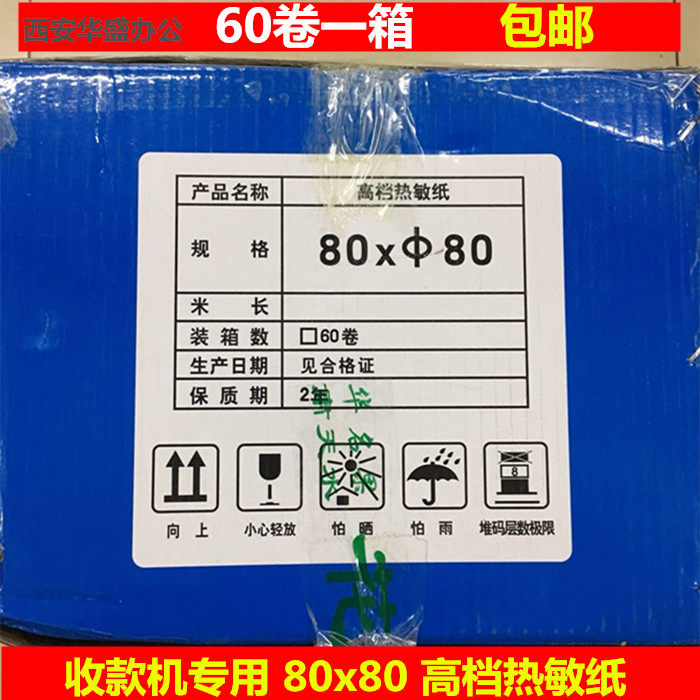 西安华盛办公
60卷一箱 包邮
产品名称 高档热敏纸
规 格 80xΦ80
米 长
装箱数 □60卷
生产日期 见合格证
保质期 2年
8
向 上 小心轻放 怕 晒 怕 雨 堆码层数极限
收款机专用 80x80 高档热敏纸